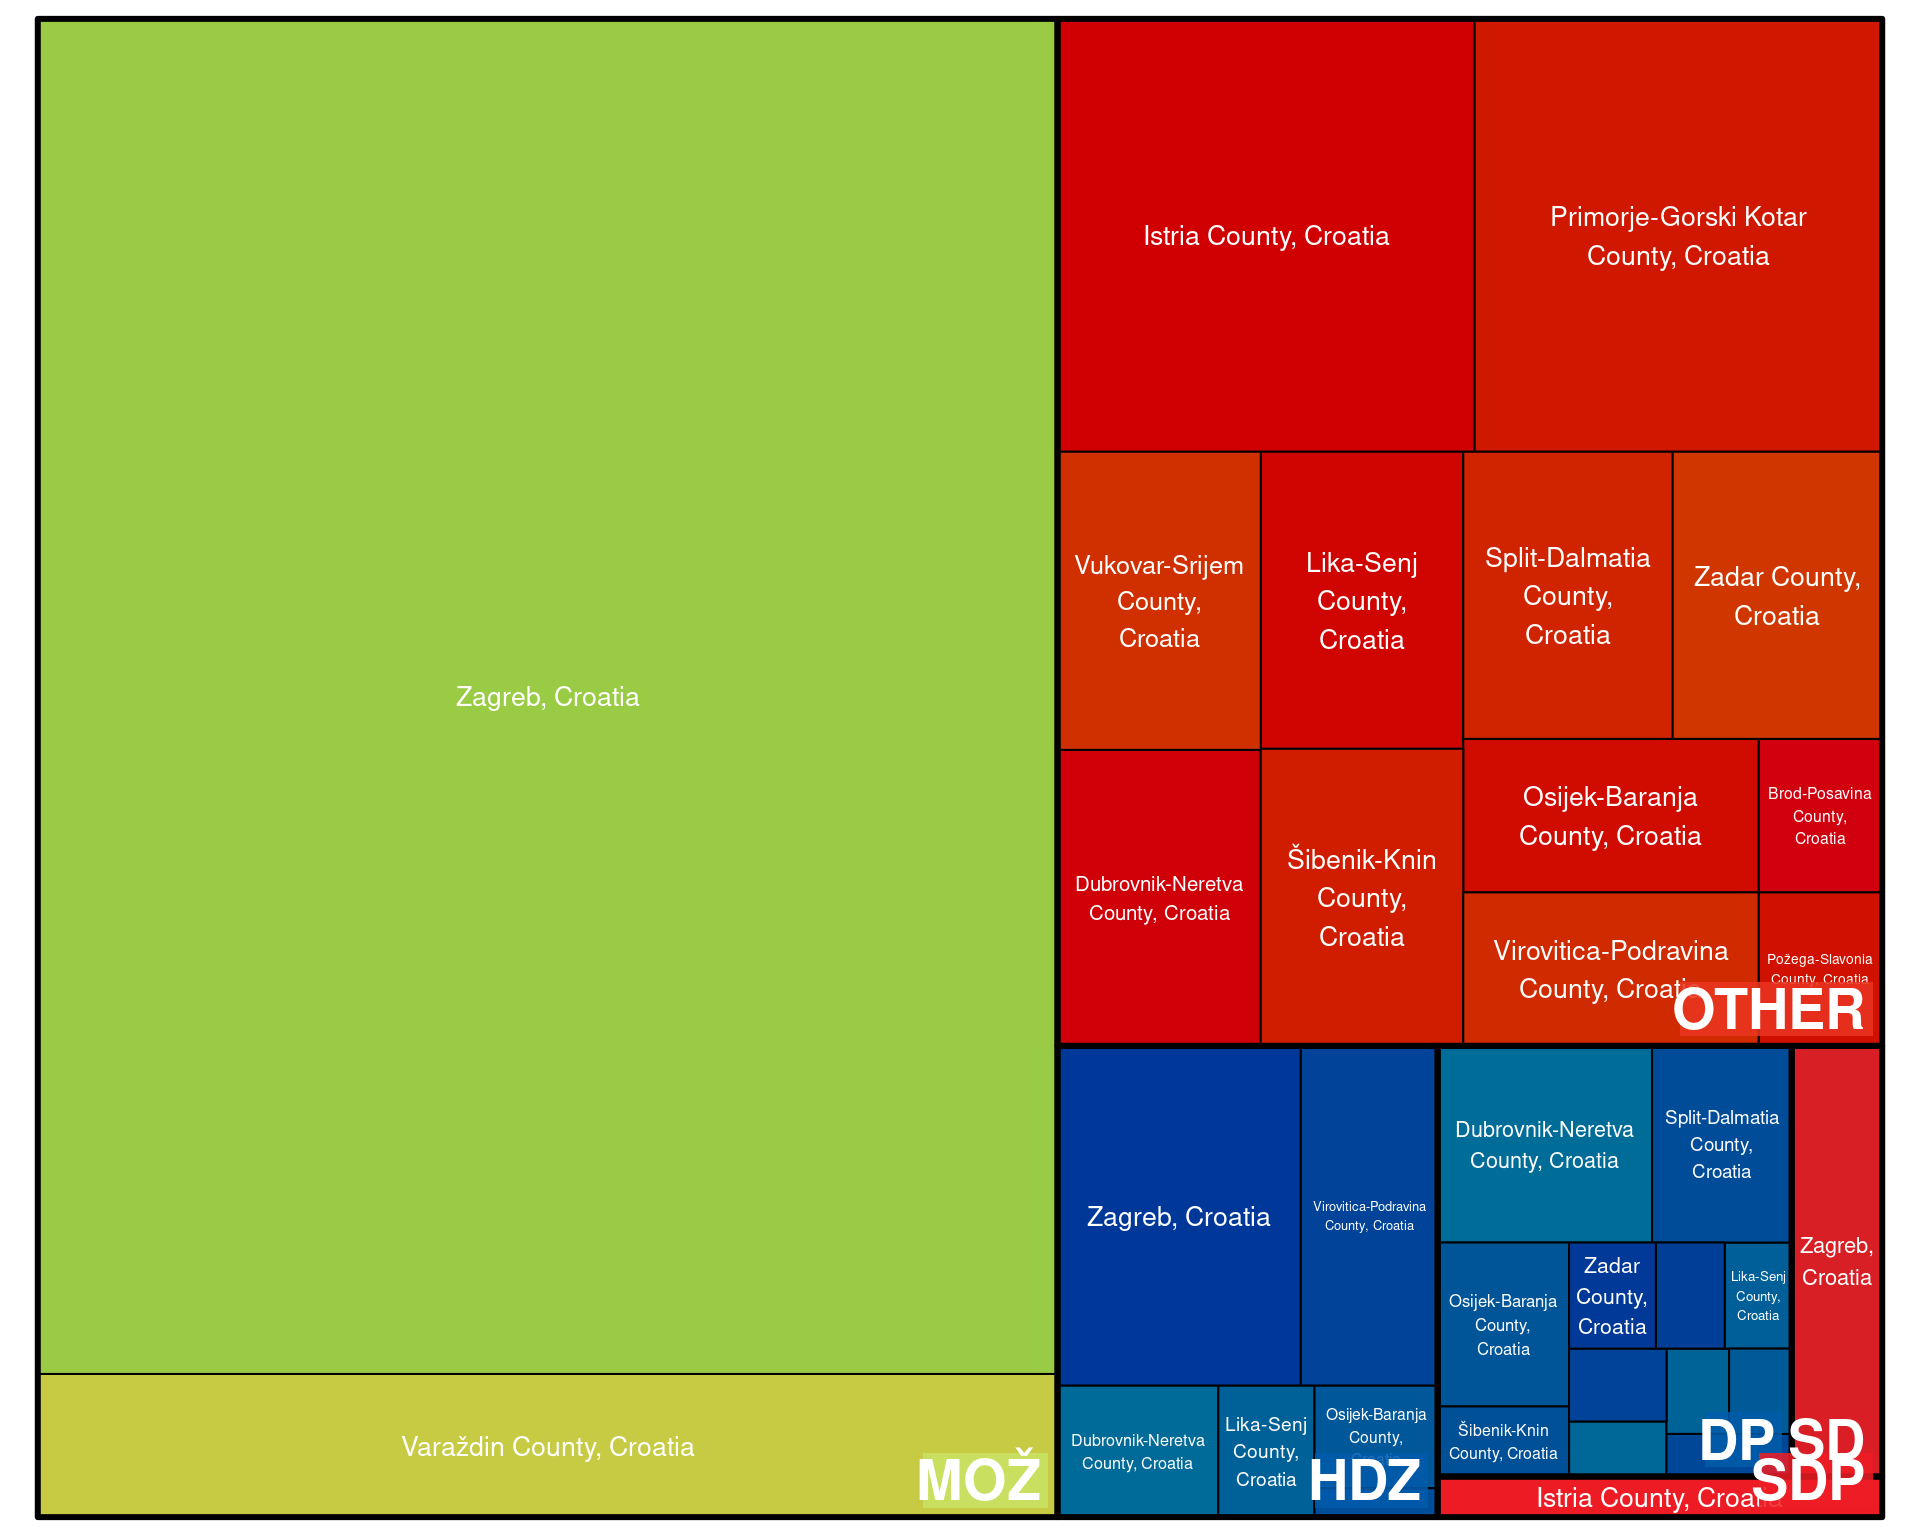 Zagreb, Croatia
Varaždin County, Croatia
MOŽ
Istria County, Croatia
Primorje-Gorski Kotar
County, Croatia
Vukovar-Srijem
County,
Croatia
Lika-Senj
County,
Croatia
Split-Dalmatia
County,
Croatia
Zadar County,
Croatia
Dubrovnik-Neretva
County, Croatia
Šibenik-Knin
County,
Croatia
Osijek-Baranja
County, Croatia
Brod-Posavina
County,
Croatia
Virovitica-Podravina
County, Croatia
Požega-Slavonia
County, Croatia
OTHER
Zagreb, Croatia
Virovitica-Podravina
County, Croatia
Dubrovnik-Neretva
County, Croatia
Lika-Senj
County,
Croatia
Osijek-Baranja
County,
HDZ
Dubrovnik-Neretva
County, Croatia
Split-Dalmatia
County,
Croatia
Osijek-Baranja
County,
Croatia
Zadar
County,
Croatia
Lika-Senj
County,
Croatia
Šibenik-Knin
County, Croatia
DP
Zagreb,
Croatia
SD
Istria County, Croatia
SDP